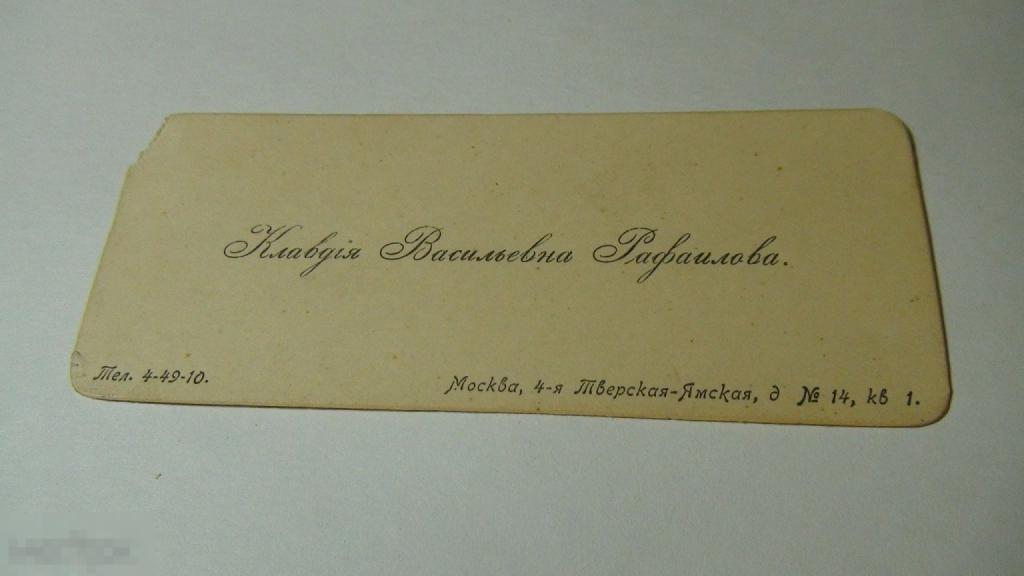 Клавдія Васильевна Рафаилова.
Тел. 4-49-10.
Москва, 4-я Тверская-Ямская, д № 14, кв 1.